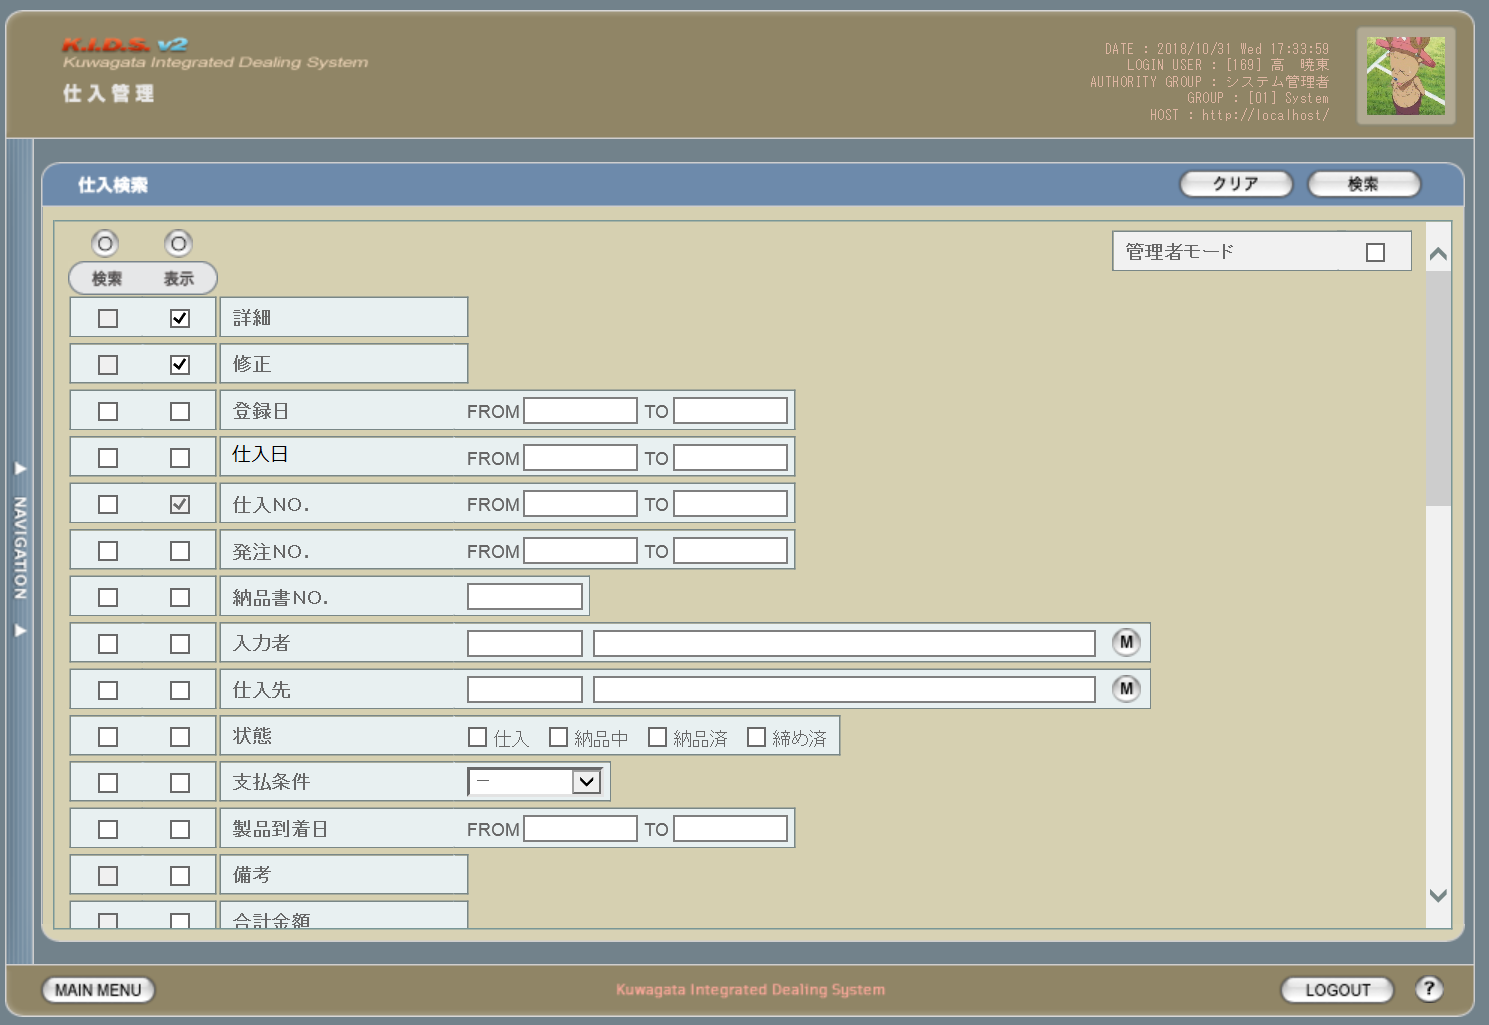 K.I.D.S. v2
Kuwagata Integrated Dealing System
仕入管理
DATE : 2018/10/31 Wed 17:33:59
LOGIN USER : [169] 高　暁東
AUTHORITY GROUP : システム管理者
GROUP : [01] System
HOST : http://localhost/
仕入検索
クリア
検索
管理者モード
検索 表示
詳細
修正
登録日 FROM TO
仕入日 FROM TO
仕入NO. FROM TO
発注NO. FROM TO
納品書NO.
入力者 M
仕入先 M
状態 仕入 納品中 納品済 締め済
支払条件 －
製品到着日 FROM TO
備考
合計金額
NAVIGATION
MAIN MENU
Kuwagata Integrated Dealing System
LOGOUT
?